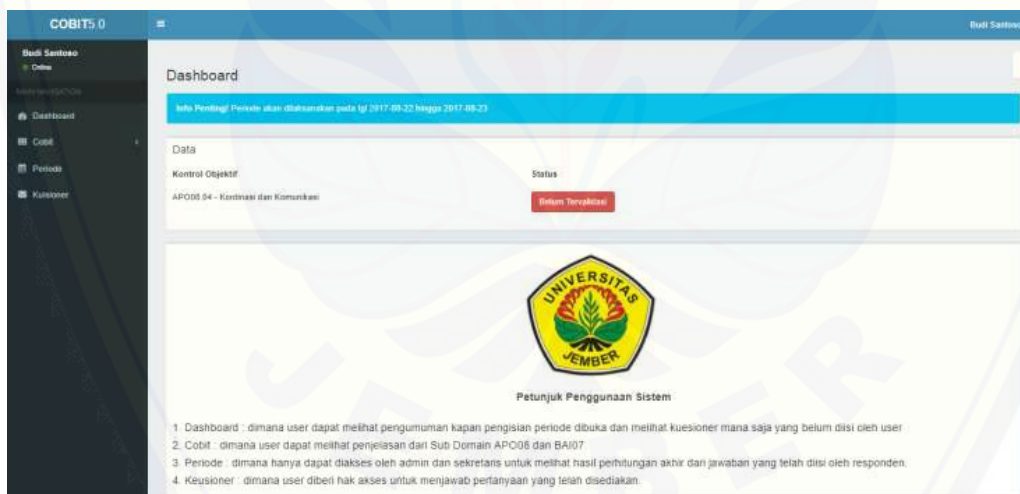 COBIT5.0
Budi Santoso
Budi Santoso
Online
Dashboard
Cobit
Periode
Kuisioner
Dashboard
Info Penting! Periode akan dilaksanakan pada tgl 2017-08-22 hingga 2017-08-23
Data
Kontrol Objektif Status
APO08.04 - Kordinasi dan Komunikasi Belum Tervalidasi
UNIVERSITAS
JEMBER
Petunjuk Penggunaan Sistem
1. Dashboard : dimana user dapat melihat pengumuman kapan pengisian periode dibuka dan melihat kuesioner mana saja yang belum diisi oleh user
2. Cobit : dimana user dapat melihat penjelasan dari Sub Domain APO08 dan BAI07
3. Periode : dimana hanya dapat diakses oleh admin dan sekretaris untuk melihat hasil perhitungan akhir dari jawaban yang telah diisi oleh responden.
4. Keusioner : dimana user diberi hak akses untuk menjawab pertanyaan yang telah disediakan.
JEMBER